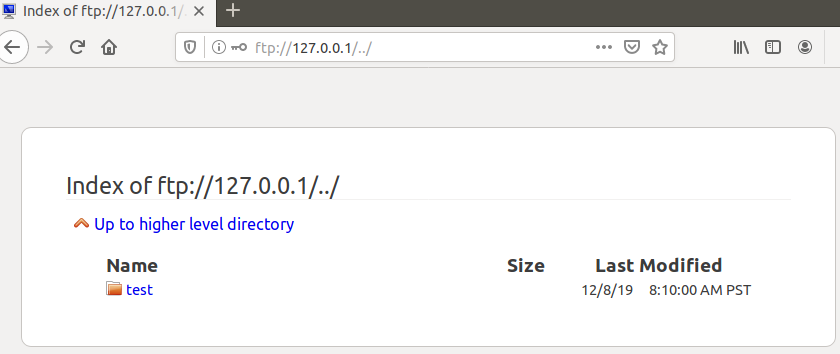 Index of ftp://127.0.0.1/
ftp://127.0.0.1/../
Index of ftp://127.0.0.1/../
Up to higher level directory
Name Size Last Modified
test 12/8/19 8:10:00 AM PST